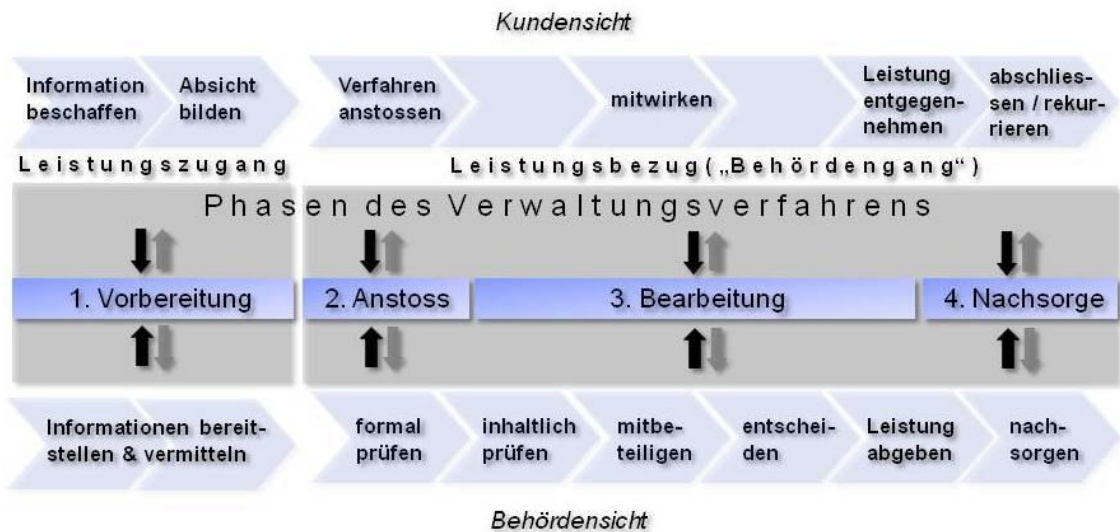 Kundensicht
Information
beschaffen
Absicht
bilden
Verfahren
anstossen
mitwirken
Leistung
entgegen-
nehmen
abschlies-
sen / rekur-
rieren
Leistungszugang
Leistungsbezug („Behördengang“)
Phasen des Verwaltungsverfahrens
1. Vorbereitung
2. Anstoss
3. Bearbeitung
4. Nachsorge
Informationen bereit-
stellen & vermitteln
formal
prüfen
inhaltlich
prüfen
mitbe-
teiligen
entschei-
den
Leistung
abgeben
nach-
sorgen
Behördensicht